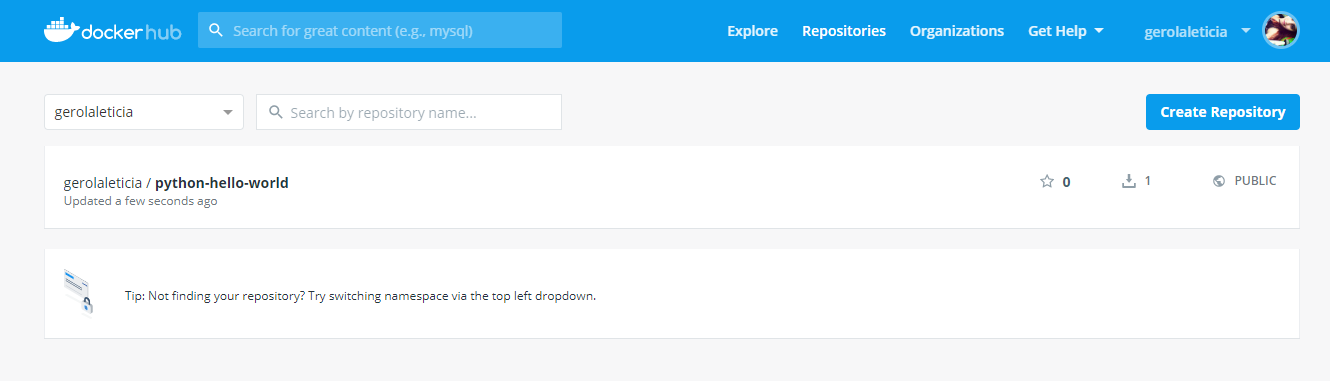 docker hub Search for great content (e.g., mysql) Explore Repositories Organizations Get Help gerolaleticia
gerolaleticia Search by repository name... Create Repository
gerolaleticia / python-hello-world 0 1 PUBLIC
Updated a few seconds ago
Tip: Not finding your repository? Try switching namespace via the top left dropdown.